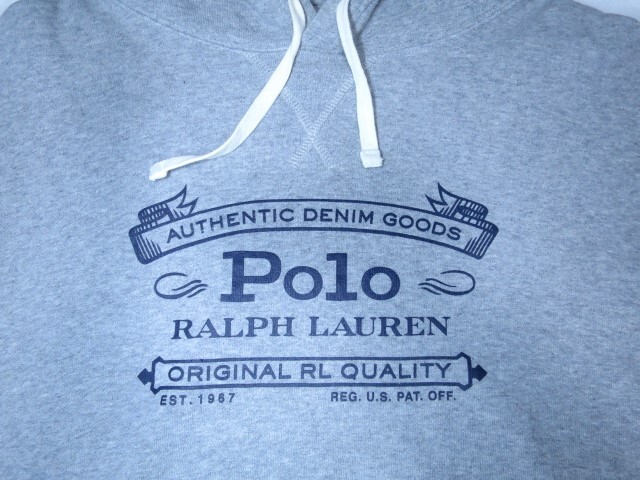 AUTHENTIC DENIM GOODS
Polo
RALPH LAUREN
ORIGINAL RL QUALITY
EST. 1967 REG. U.S. PAT. OFF.